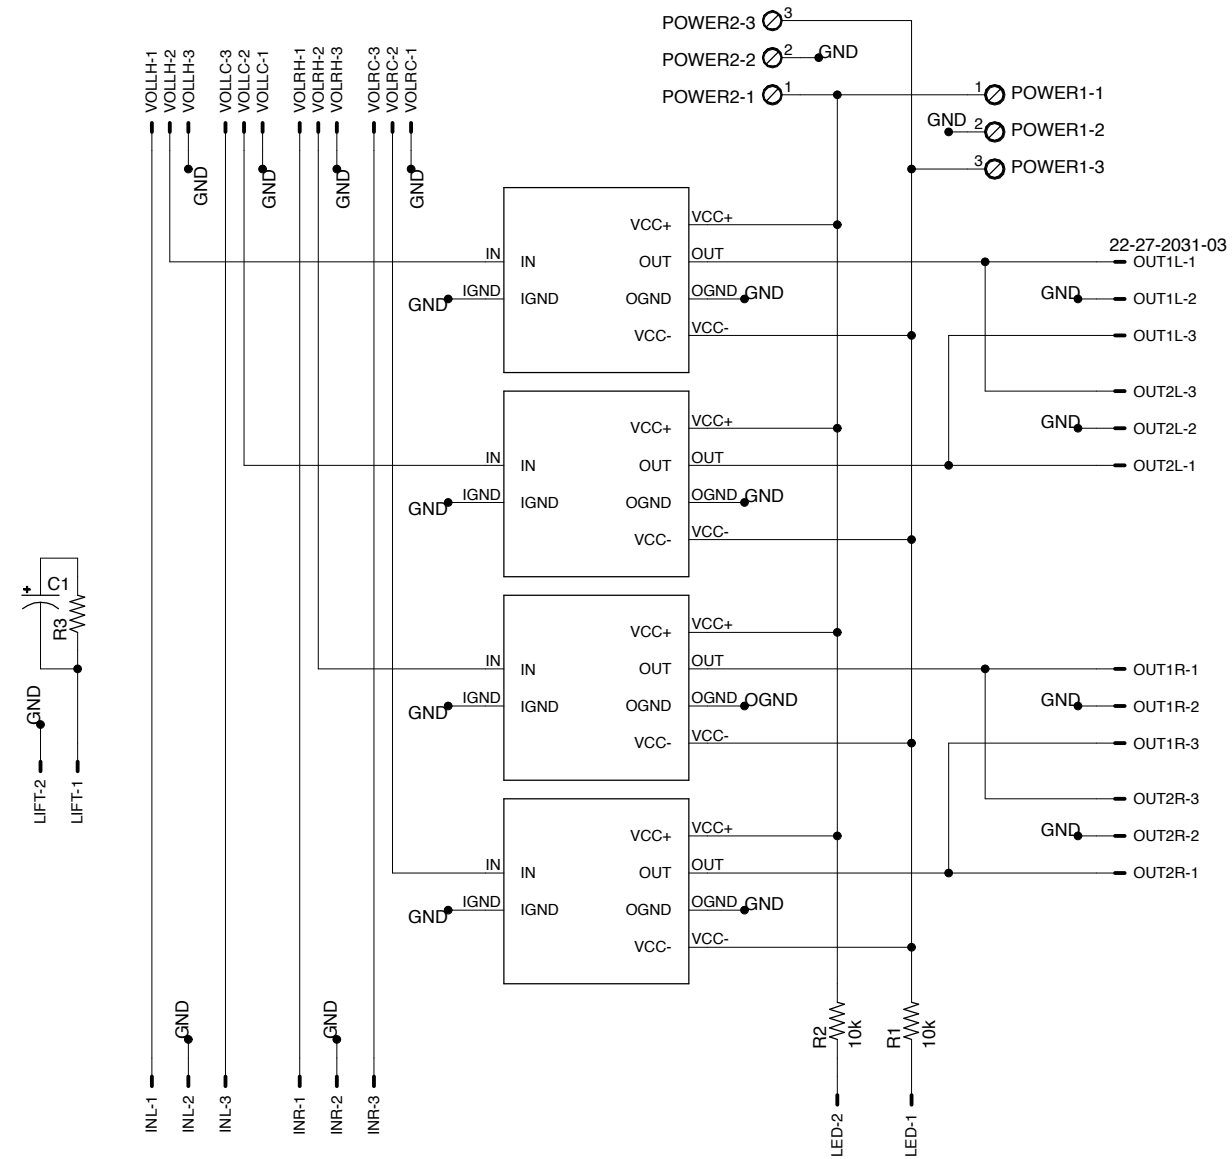 POWER2-3
3
POWER2-2
2
GND
POWER2-1
1
1
POWER1-1
GND
2
POWER1-2
3
POWER1-3
VOLLH-1
VOLLH-2
VOLLH-3
VOLLC-3
VOLLC-2
VOLLC-1
VOLRH-1
VOLRH-2
VOLRH-3
VOLRC-3
VOLRC-2
VOLRC-1
GND
GND
GND
GND
VCC+
VCC+
IN
IN
OUT
OUT
IGND
GND
IGND
OGND
OGND
GND
VCC-
VCC-
22-27-2031-03
OUT1L-1
GND
OUT1L-2
OUT1L-3
OUT2L-3
GND
OUT2L-2
OUT2L-1
VCC+
VCC+
IN
IN
OUT
OUT
IGND
GND
IGND
OGND
OGND
GND
VCC-
VCC-
C1
R3
GND
LIFT-2
LIFT-1
VCC+
VCC+
IN
IN
OUT
OUT
IGND
GND
IGND
OGND
OGND
OGND
VCC-
VCC-
OUT1R-1
GND
OUT1R-2
OUT1R-3
OUT2R-3
GND
OUT2R-2
OUT2R-1
VCC+
VCC+
IN
IN
OUT
OUT
IGND
GND
IGND
OGND
OGND
GND
VCC-
VCC-
GND
GND
R2
10k
R1
10k
INL-1
INL-2
INL-3
INR-1
INR-2
INR-3
LED-2
LED-1